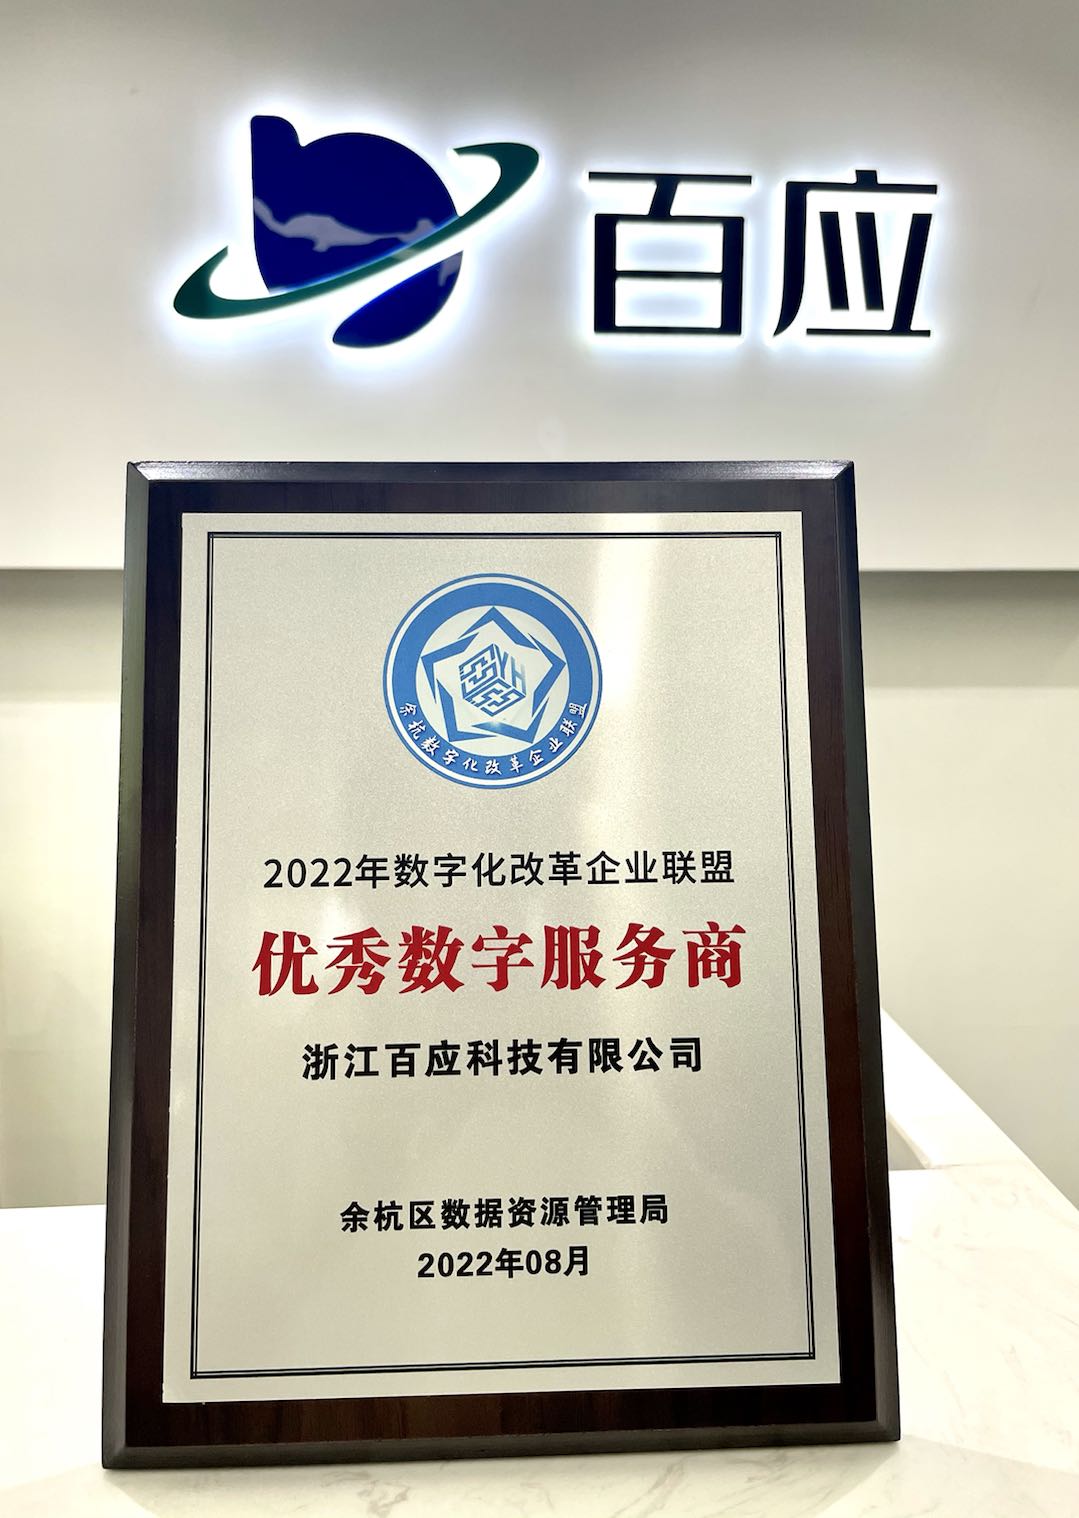 百应
YH
余杭数字化改革企业联盟
2022年数字化改革企业联盟
优秀数字服务商
浙江百应科技有限公司
余杭区数据资源管理局
2022年08月